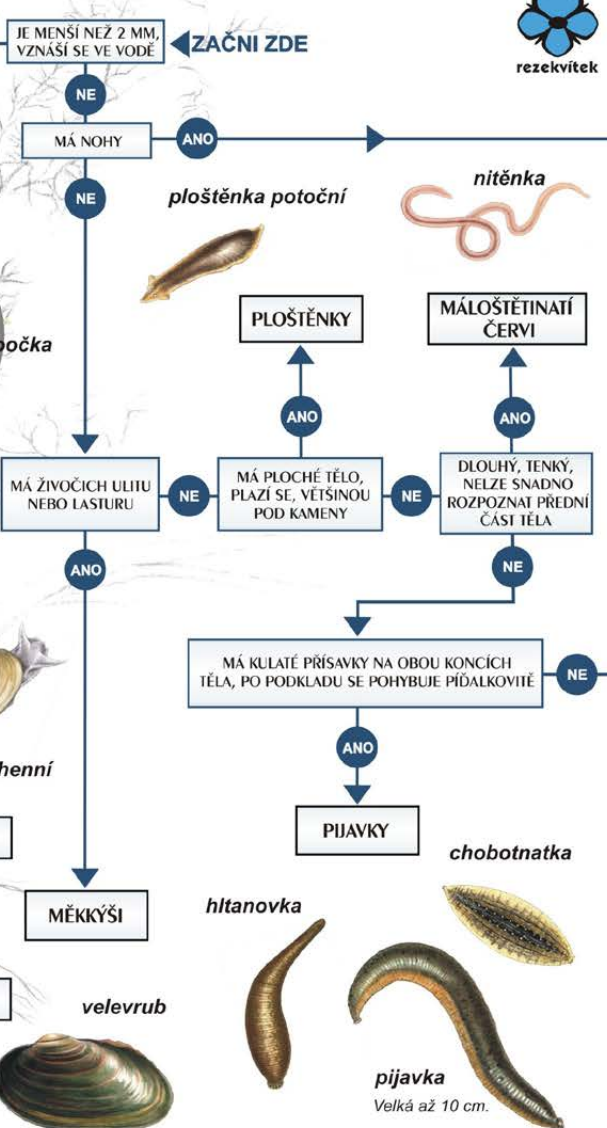 JE MENŠÍ NEŽ 2 MM,
VZNÁŠÍ SE VE VODĚ
ZAČNI ZDE
rezekvítek
NE
MÁ NOHY
ANO
NE
ploštěnka potoční
nitěnka
PLOŠTĚNKY
MÁLOŠTĚTINATÍ
ČERVI
očka
ANO
ANO
MÁ ŽIVOČICH ULITU
NEBO LASTURU
NE
MÁ PLOCHÉ TĚLO,
PLAZÍ SE, VĚTŠINOU
POD KAMENY
NE
DLOUHÝ, TENKÝ,
NELZE SNADNO
ROZPOZNAT PŘEDNÍ
ČÁST TĚLA
ANO
NE
MÁ KULATÉ PŘÍSAVKY NA OBOU KONCÍCH
TĚLA, PO PODKLADU SE POHYBUJE PÍĎALKOVITĚ
NE
ANO
henní
PIJAVKY
chobotnatka
MĚKKÝŠI
hltanovka
velevrub
pijavka
Velká až 10 cm.